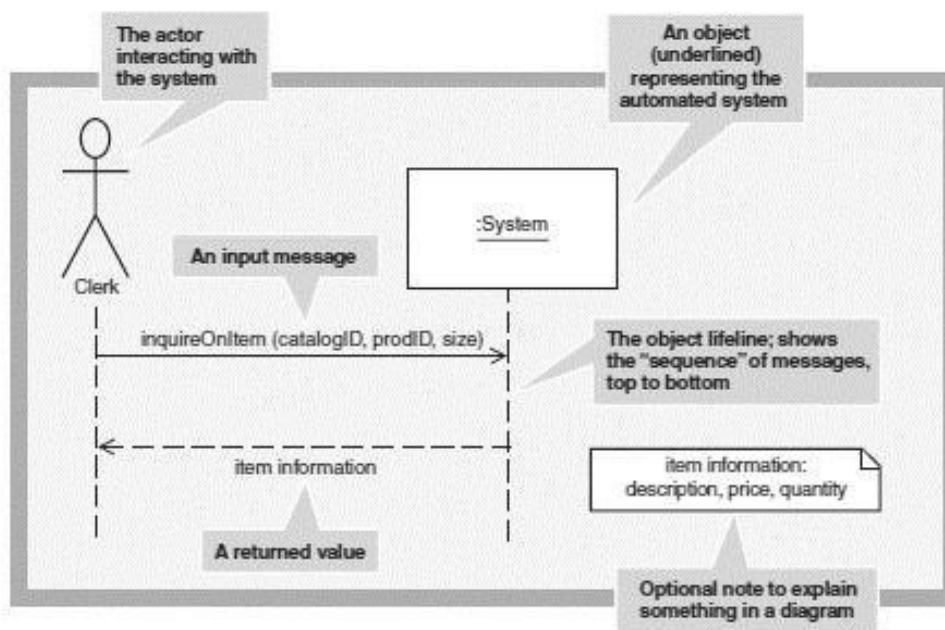 The actor
interacting with
the system
An object
(underlined)
representing the
automated system
:System
An input message
Clerk
inquireOnItem (catalogID, prodID, size)
The object lifeline; shows
the “sequence” of messages,
top to bottom
item information
item information:
description, price, quantity
A returned value
Optional note to explain
something in a diagram